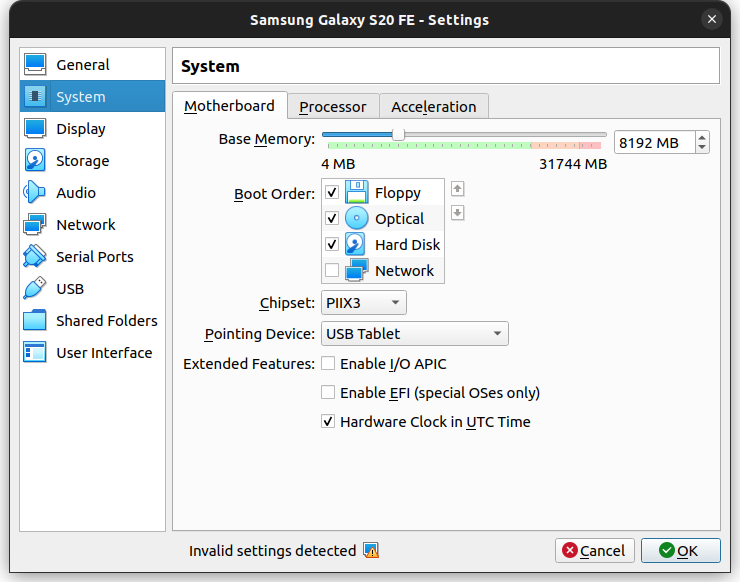 Samsung Galaxy S20 FE - Settings
General
System
Display
Storage
Audio
Network
Serial Ports
USB
Shared Folders
User Interface
System
Motherboard
Processor
Acceleration
Base Memory:
8192 MB
4 MB
31744 MB
Boot Order:
Floppy
Optical
Hard Disk
Network
Chipset:
PIIX3
Pointing Device:
USB Tablet
Extended Features:
Enable I/O APIC
Enable EFI (special OSes only)
Hardware Clock in UTC Time
Invalid settings detected
Cancel
OK